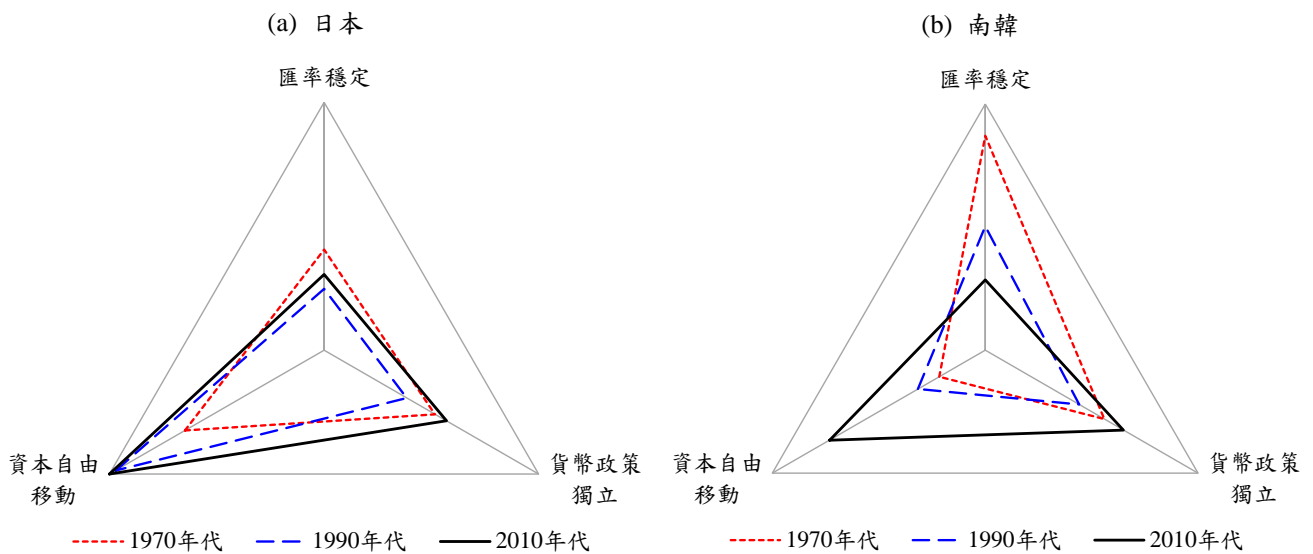 (a) 日本
匯率穩定
資本自由
移動
貨幣政策
獨立
1970年代 1990年代 2010年代
(b) 南韓
匯率穩定
資本自由
移動
貨幣政策
獨立
1970年代 1990年代 2010年代